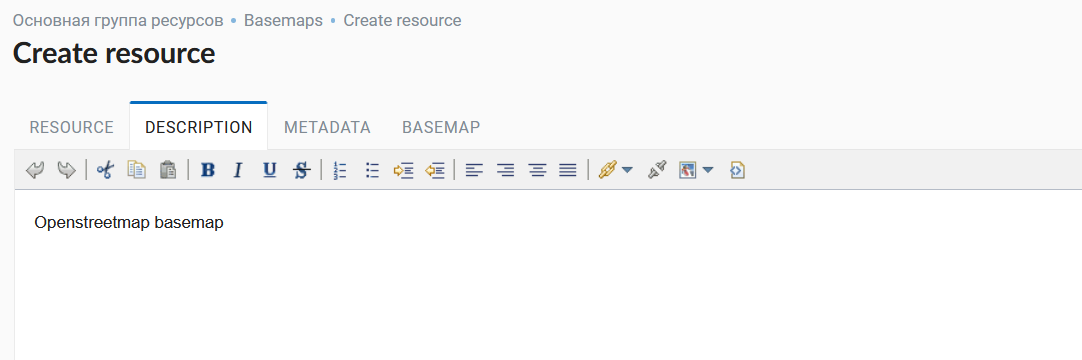 Основная группа ресурсов • Basemaps • Create resource
Create resource
RESOURCE DESCRIPTION METADATA BASEMAP
B I U S
Openstreetmap basemap